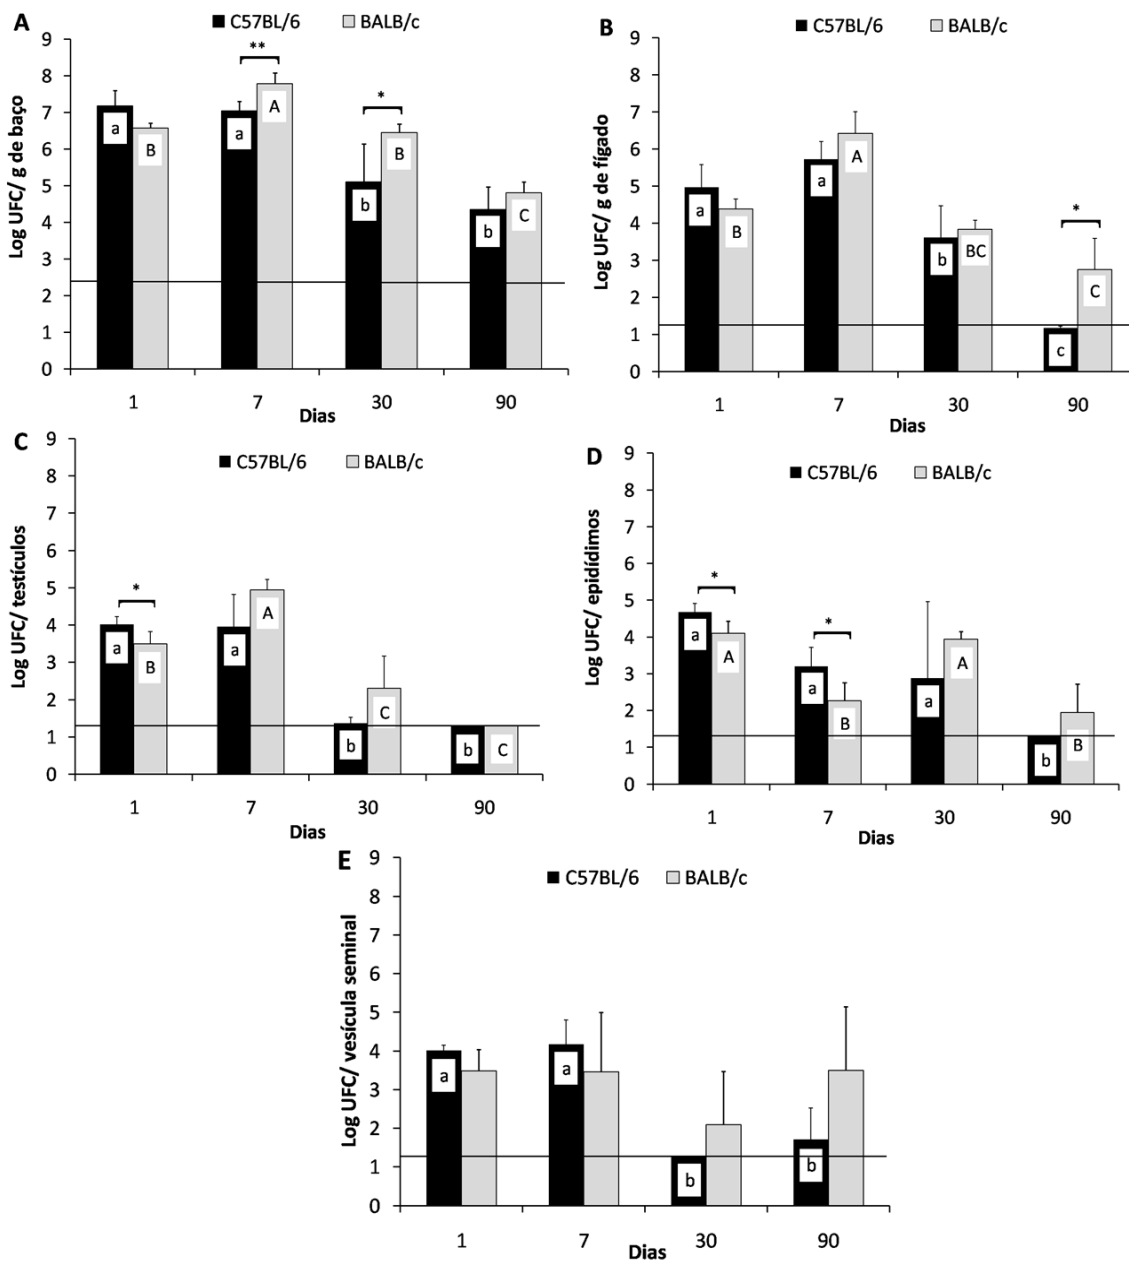 A
C57BL/6 BALB/c
Log UFC/ g de baço
9
8
7
6
5
4
3
2
1
0
**
*
a B a A b B b C
1 7 30 90
Dias
B
C57BL/6 BALB/c
Log UFC/ g de fígado
9
8
7
6
5
4
3
2
1
0
*
a B a A b BC c C
1 7 30 90
Dias
C
C57BL/6 BALB/c
Log UFC/ testículos
9
8
7
6
5
4
3
2
1
0
*
a B a A b C b C
1 7 30 90
Dias
D
C57BL/6 BALB/c
Log UFC/ epidídimos
9
8
7
6
5
4
3
2
1
0
*
*
a A a B a A b B
1 7 30 90
Dias
E
C57BL/6 BALB/c
Log UFC/ vesícula seminal
9
8
7
6
5
4
3
2
1
0
a a b b
1 7 30 90
Dias